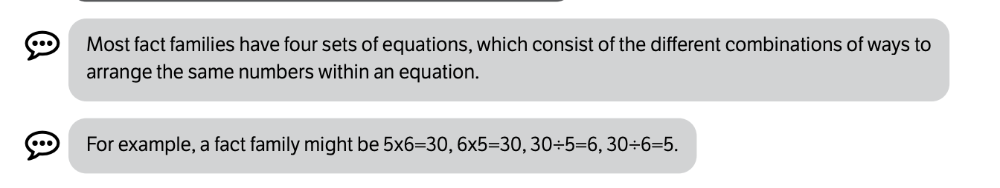 Most fact families have four sets of equations, which consist of the different combinations of ways to
arrange the same numbers within an equation.
For example, a fact family might be 5x6=30, 6x5=30, 30÷5=6, 30÷6=5.